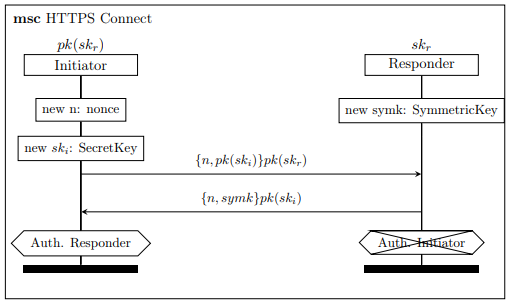 msc HTTPS Connect
pk(sk_r)
sk_r
Initiator
Responder
new n: nonce
new symk: SymmetricKey
new sk_i: SecretKey
{n, pk(sk_i)}pk(sk_r)
{n, symk}pk(sk_i)
Auth. Responder
Auth. Initiator